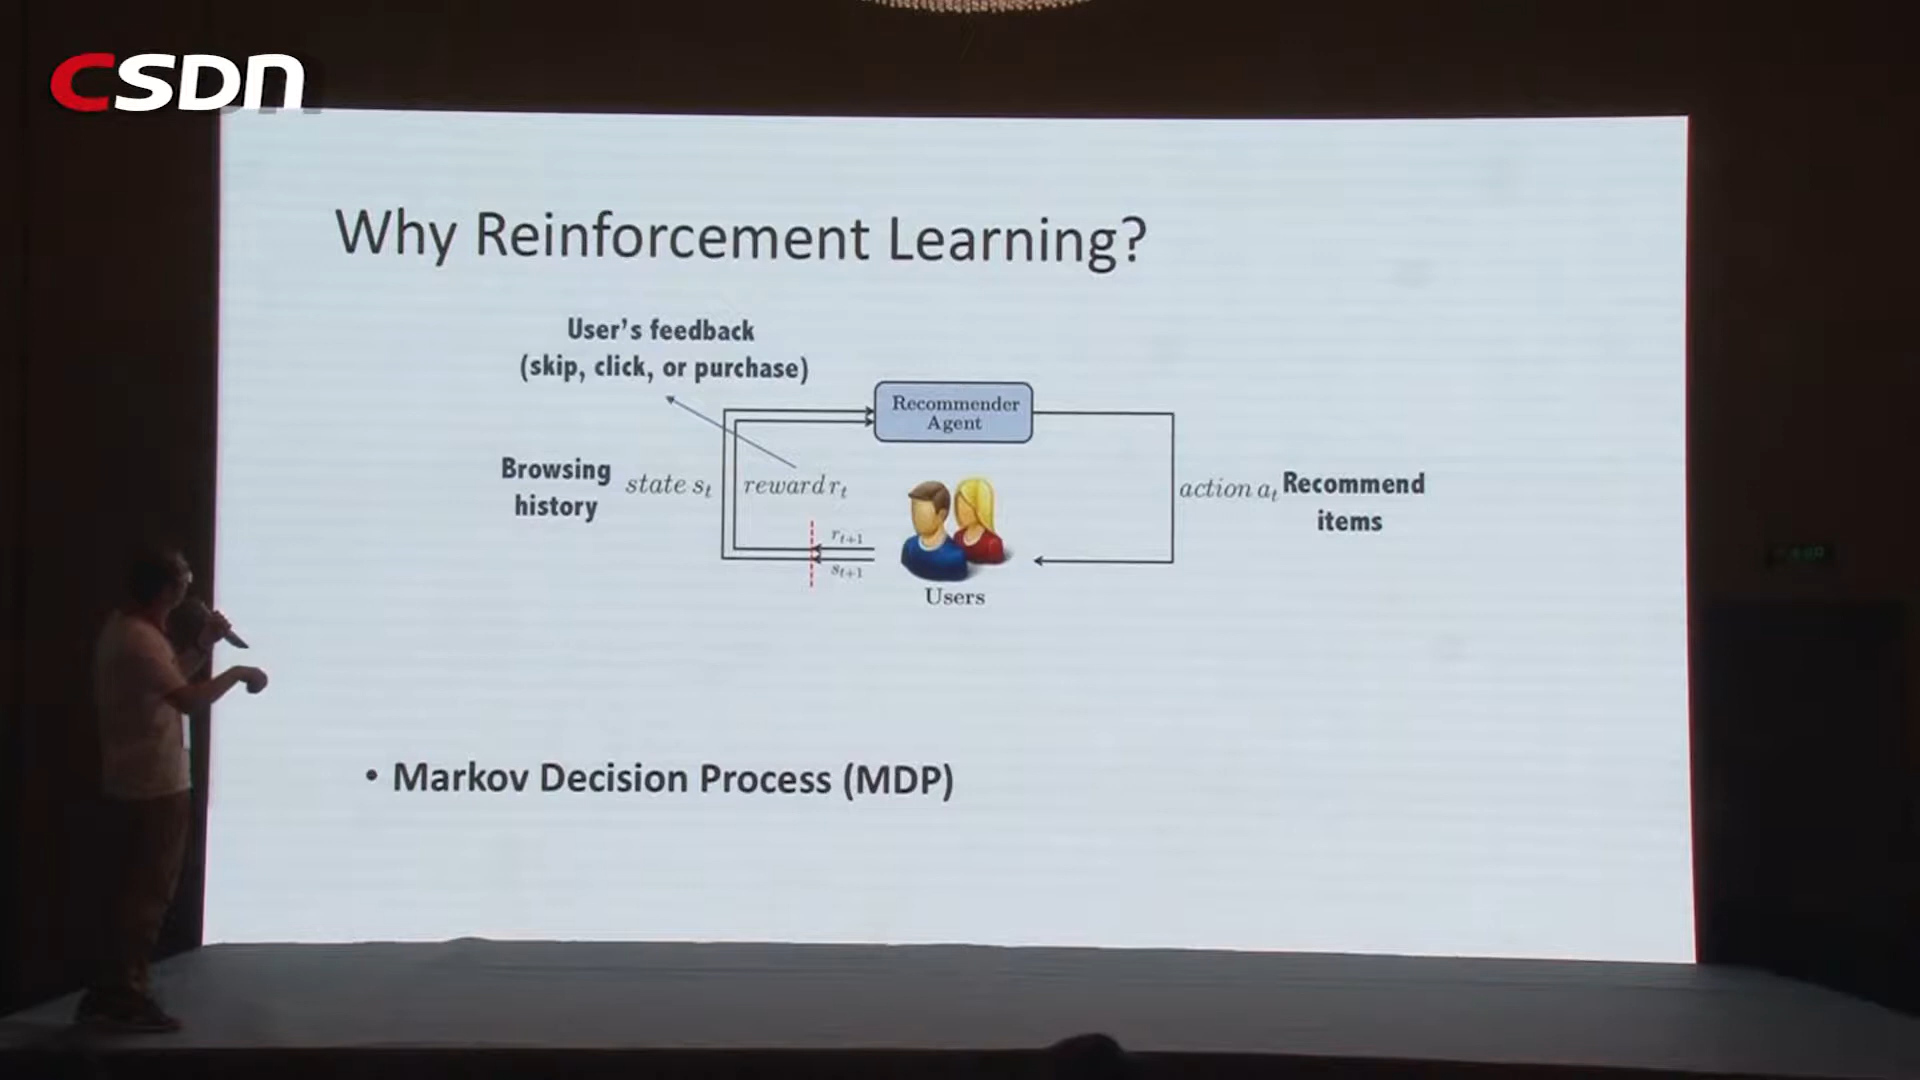 CSDN
Why Reinforcement Learning?
User's feedback
(skip, click, or purchase)
Recommender
Agent
Browsing
history
state s_t
reward r_t
action a_t
Recommend
items
r_{t+1}
s_{t+1}
Users
• Markov Decision Process (MDP)